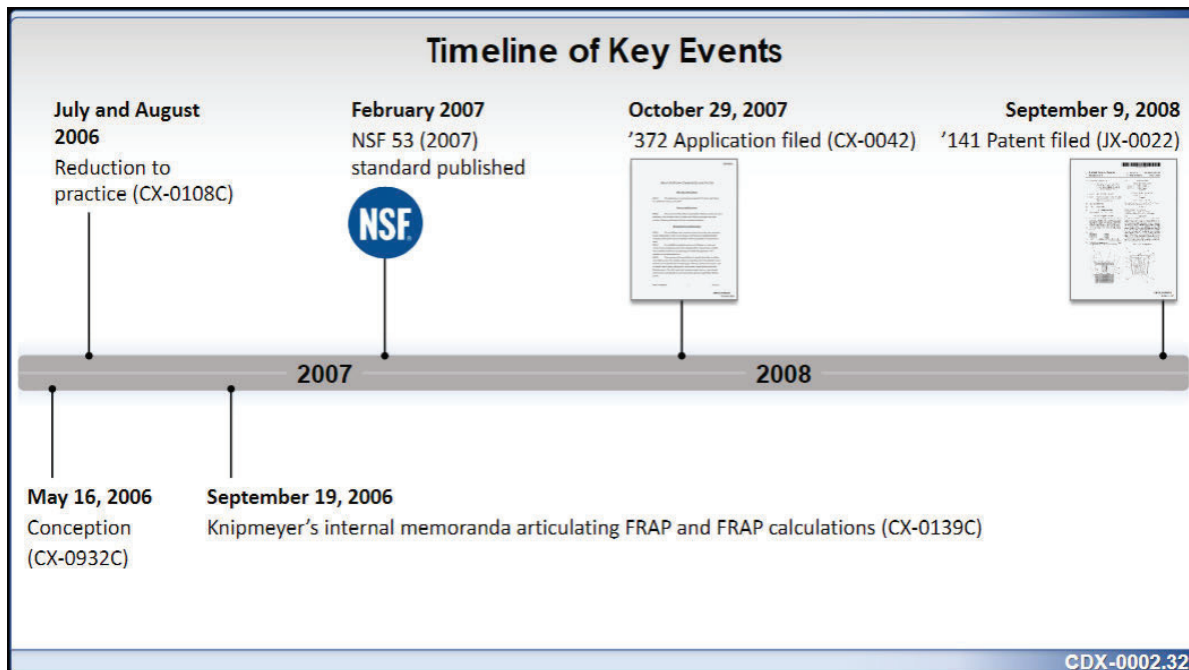 Timeline of Key Events
July and August
2006
Reduction to
practice (CX-0108C)
February 2007
NSF 53 (2007)
standard published
NSF®
October 29, 2007
’372 Application filed (CX-0042)
September 9, 2008
’141 Patent filed (JX-0022)
2007
2008
May 16, 2006
Conception
(CX-0932C)
September 19, 2006
Knipmeyer’s internal memoranda articulating FRAP and FRAP calculations (CX-0139C)
CDX-0002.32